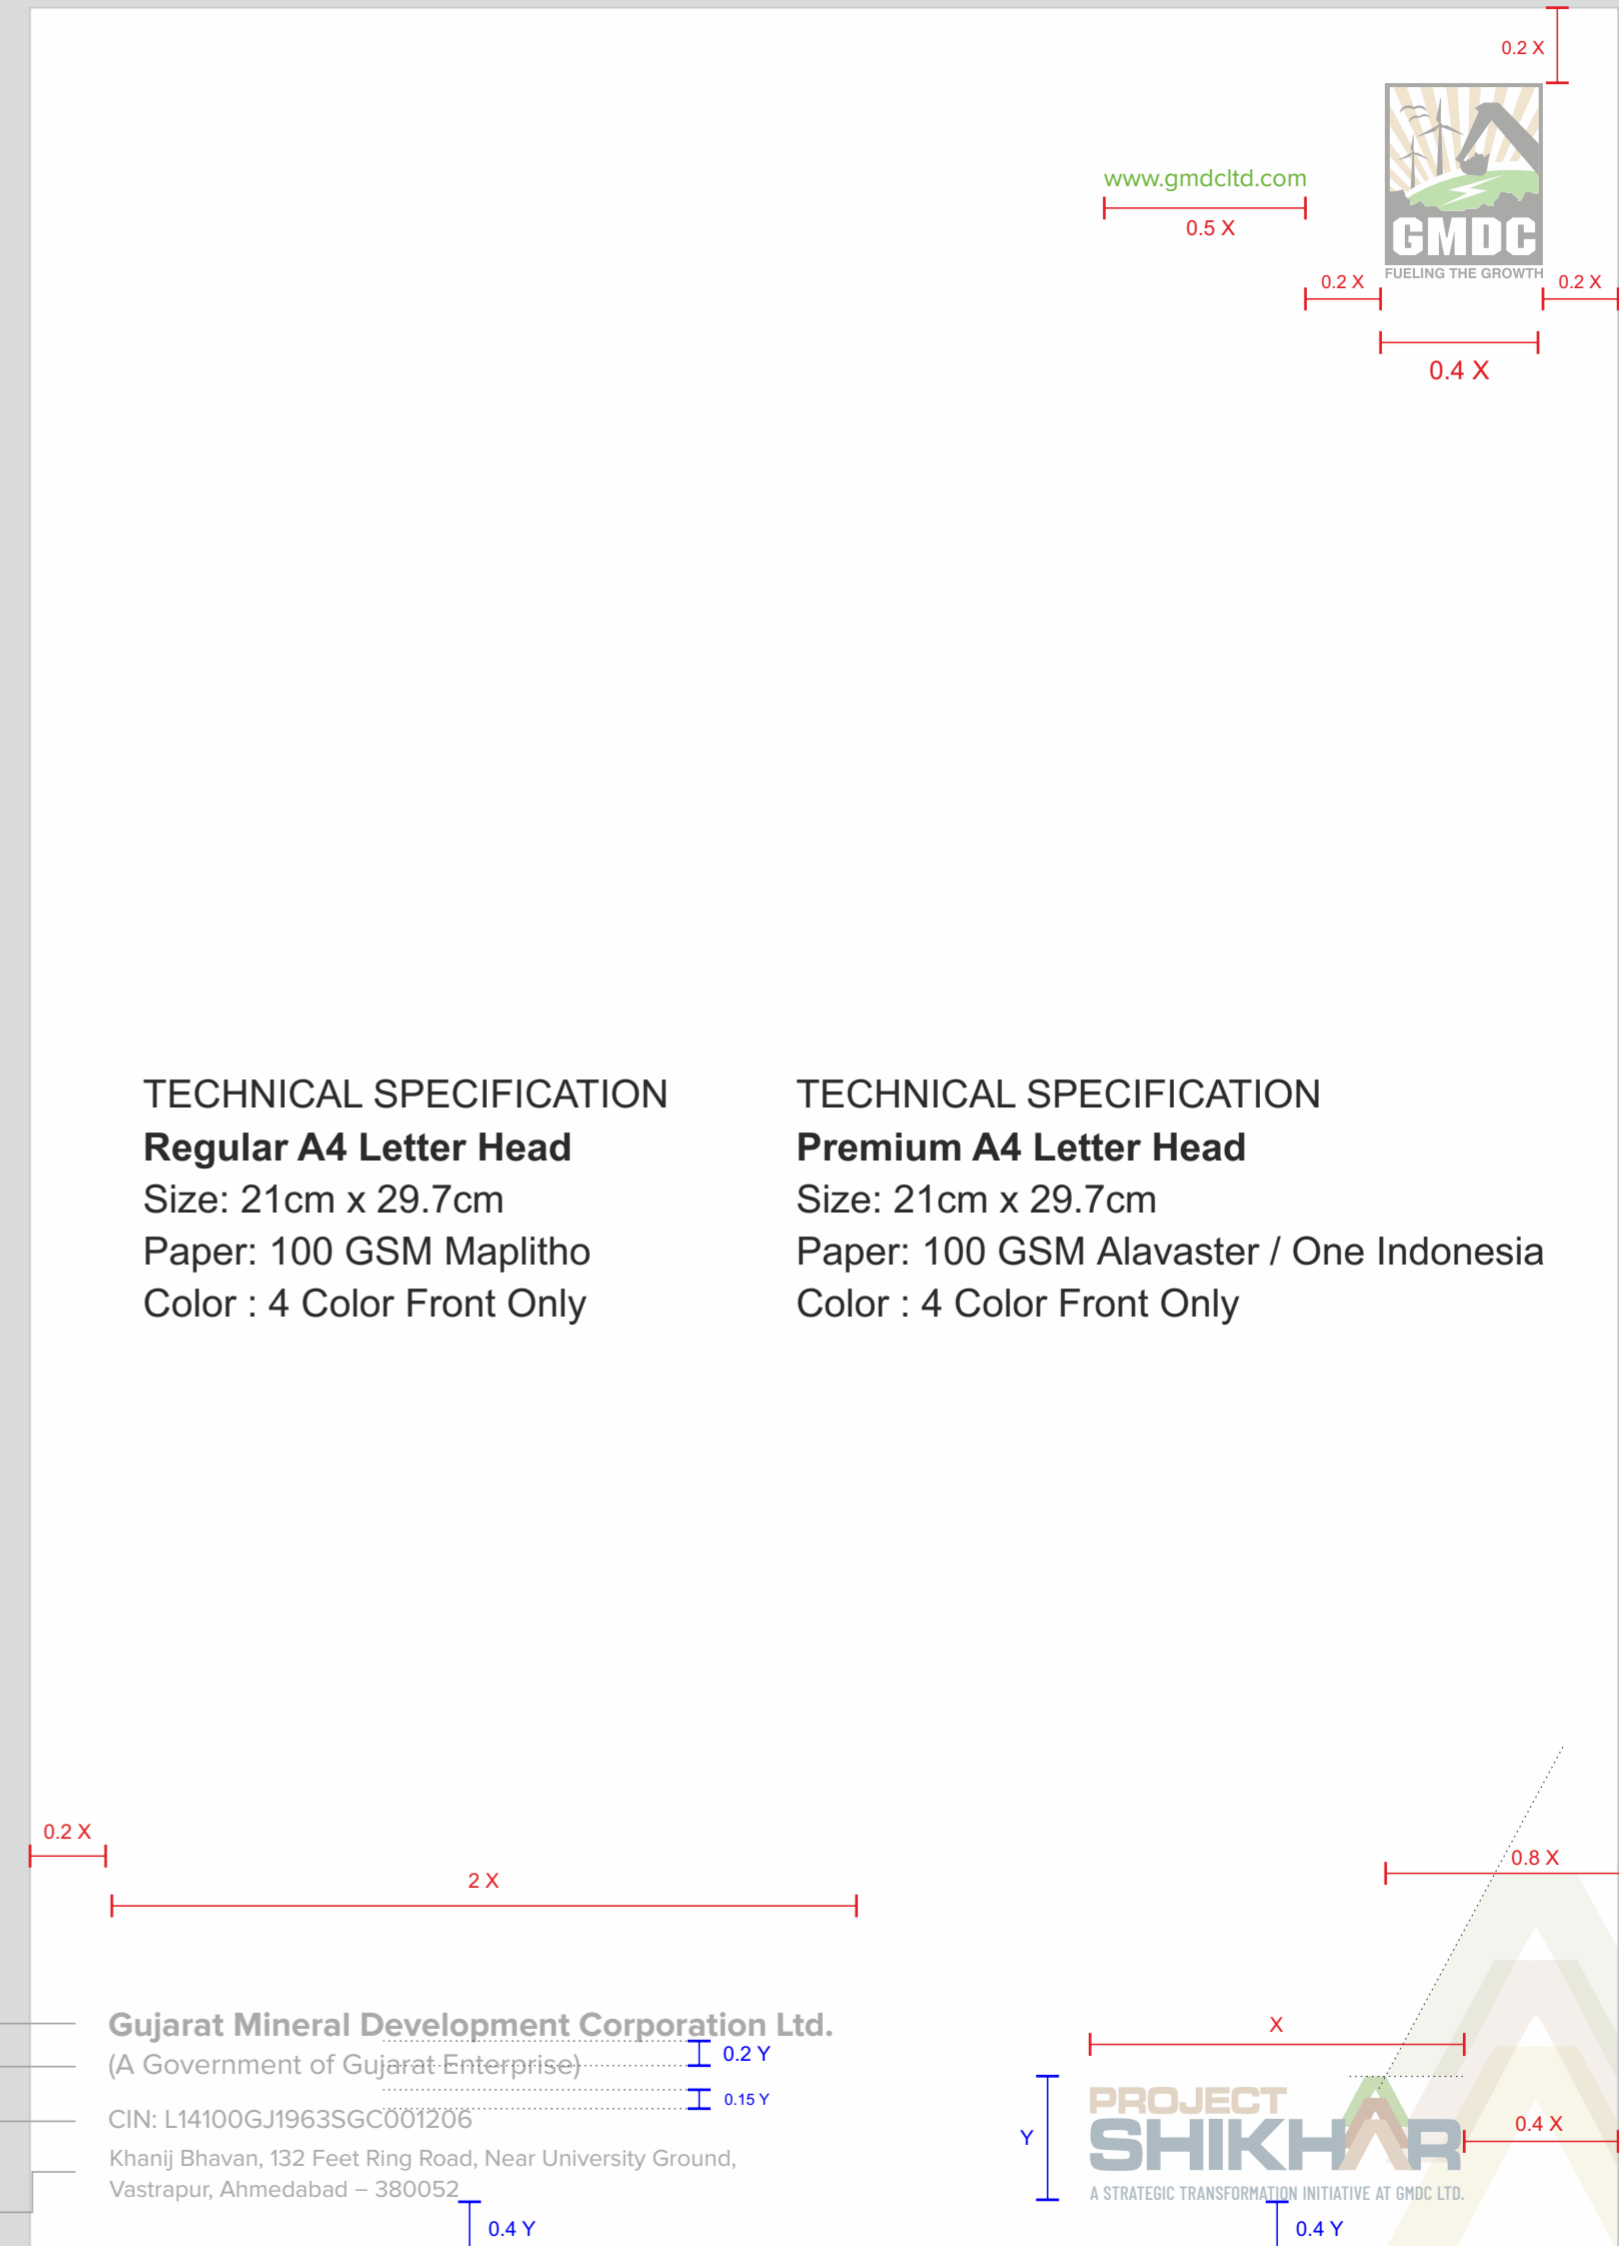 0.2 X
www.gmdcltd.com
0.5 X
GMDC
FUELING THE GROWTH
0.2 X
0.2 X
0.4 X
TECHNICAL SPECIFICATION
Regular A4 Letter Head
Size: 21cm x 29.7cm
Paper: 100 GSM Maplitho
Color : 4 Color Front Only
TECHNICAL SPECIFICATION
Premium A4 Letter Head
Size: 21cm x 29.7cm
Paper: 100 GSM Alavaster / One Indonesia
Color : 4 Color Front Only
0.2 X
2 X
0.8 X
Gujarat Mineral Development Corporation Ltd.
(A Government of Gujarat Enterprise)
0.2 Y
0.15 Y
CIN: L14100GJ1963SGC001206
Khanij Bhavan, 132 Feet Ring Road, Near University Ground,
Vastrapur, Ahmedabad – 380052
0.4 Y
X
Y
PROJECT
SHIKHAR
A STRATEGIC TRANSFORMATION INITIATIVE AT GMDC LTD.
0.4 X
0.4 Y